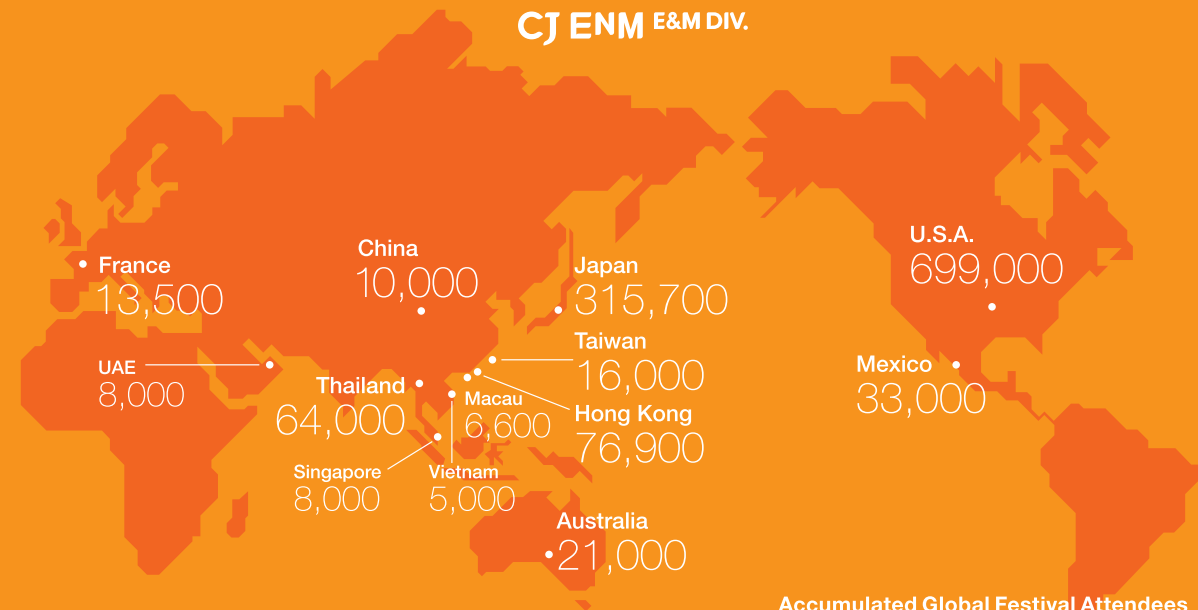 CJ ENM E&M DIV.
France
13,500
China
10,000
Japan
315,700
U.S.A.
699,000
UAE
8,000
Thailand
64,000
Taiwan
16,000
Macau
6,600
Hong Kong
76,900
Mexico
33,000
Singapore
8,000
Vietnam
5,000
Australia
21,000
Accumulated Global Festival Attendees